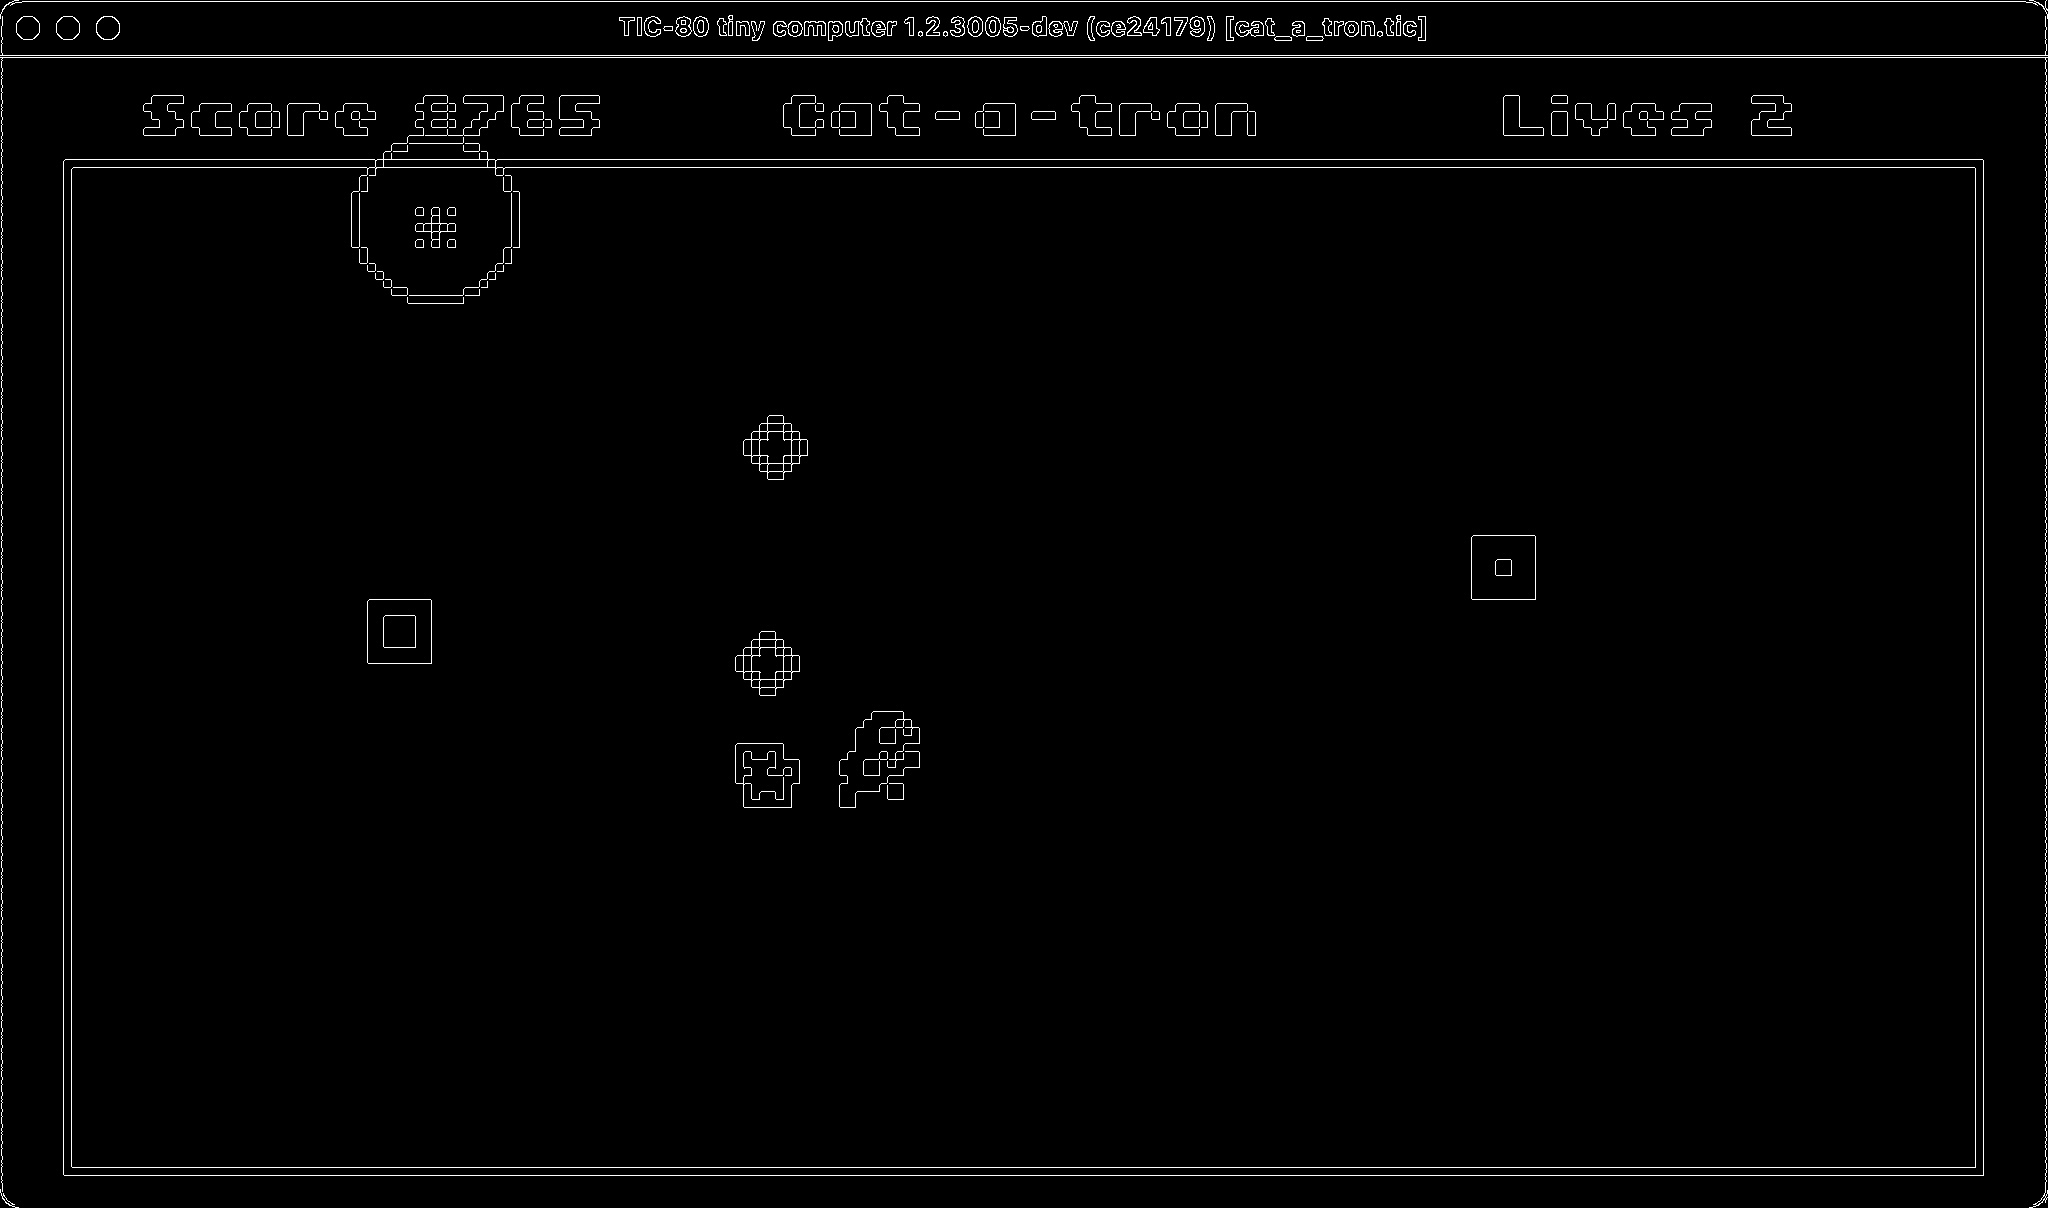 TIC-80 tiny computer 1.2.3005-dev (ce24179) [cat_a_tron.tic]
Score 8765 Cat-a-tron Lives 2